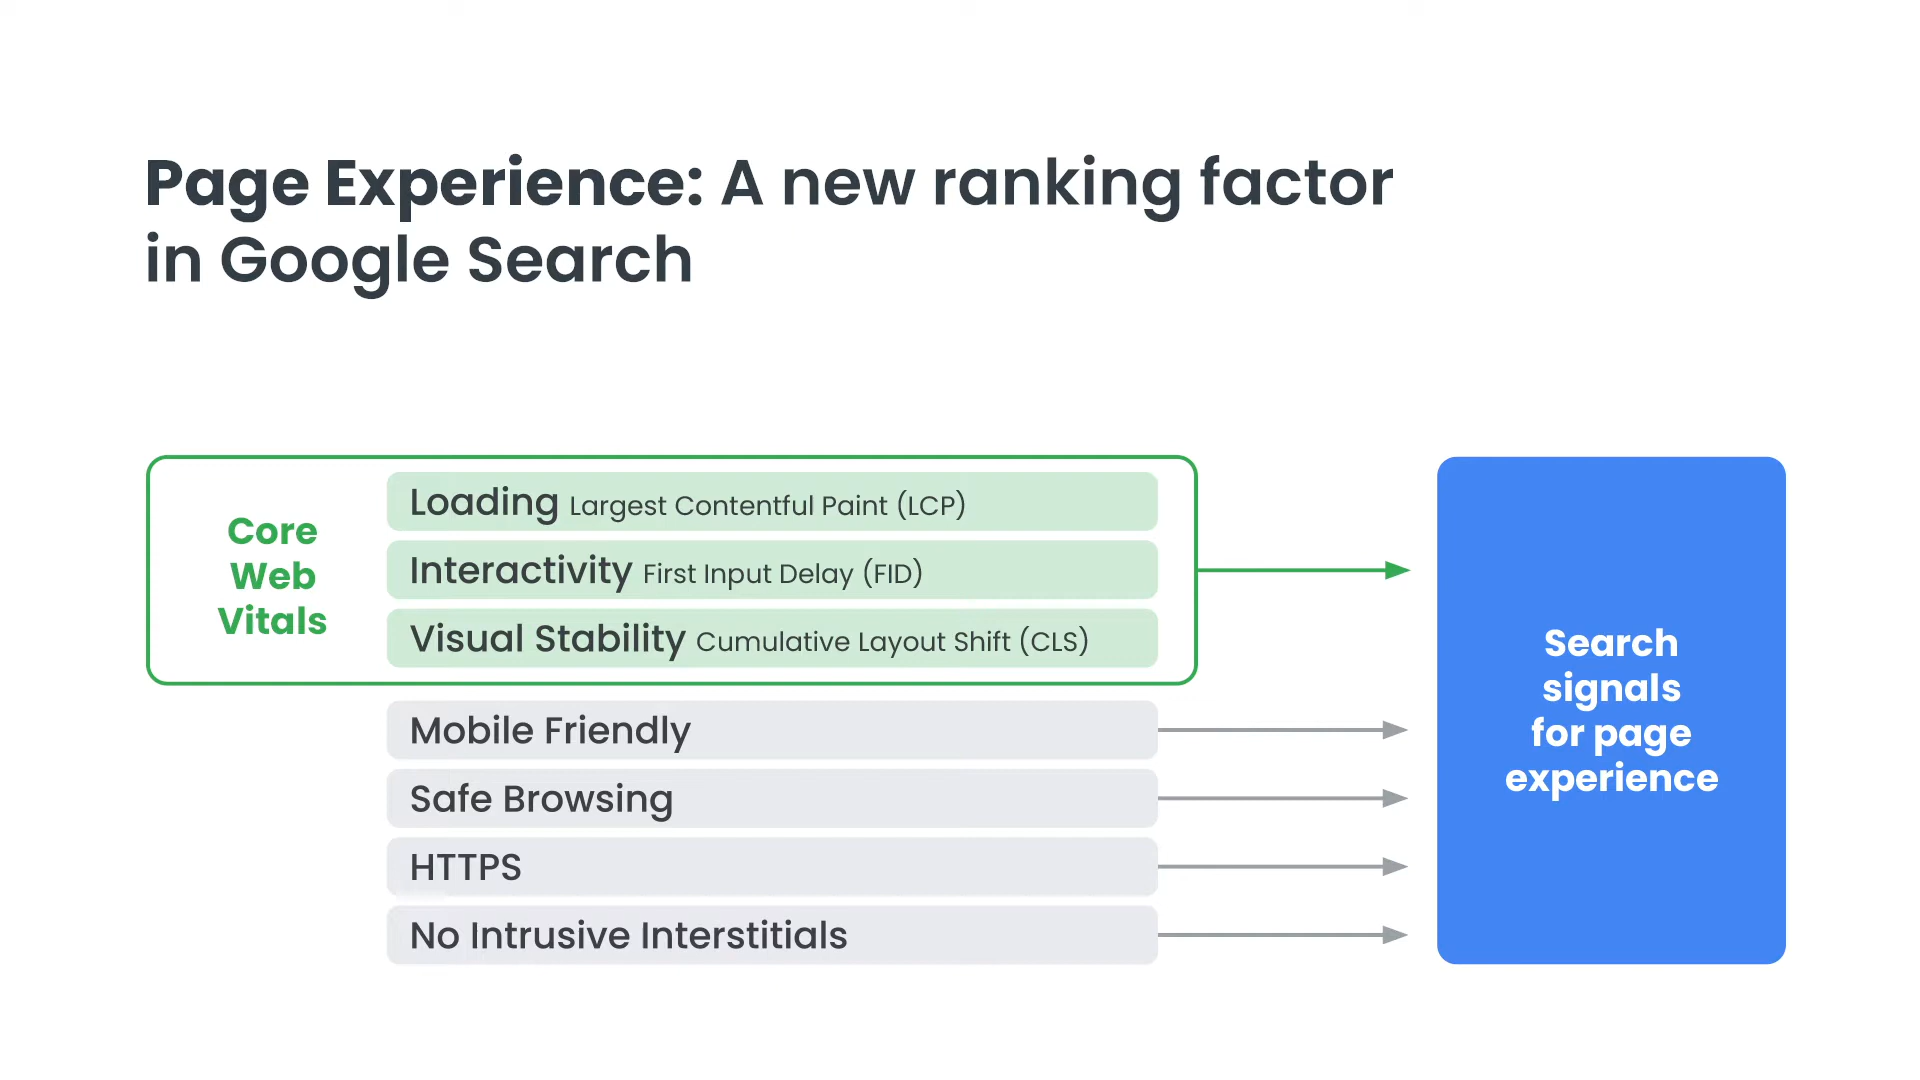 Page Experience: A new ranking factor
in Google Search
Core
Web
Vitals
Loading Largest Contentful Paint (LCP)
Interactivity First Input Delay (FID)
Visual Stability Cumulative Layout Shift (CLS)
Mobile Friendly
Safe Browsing
HTTPS
No Intrusive Interstitials
Search
signals
for page
experience